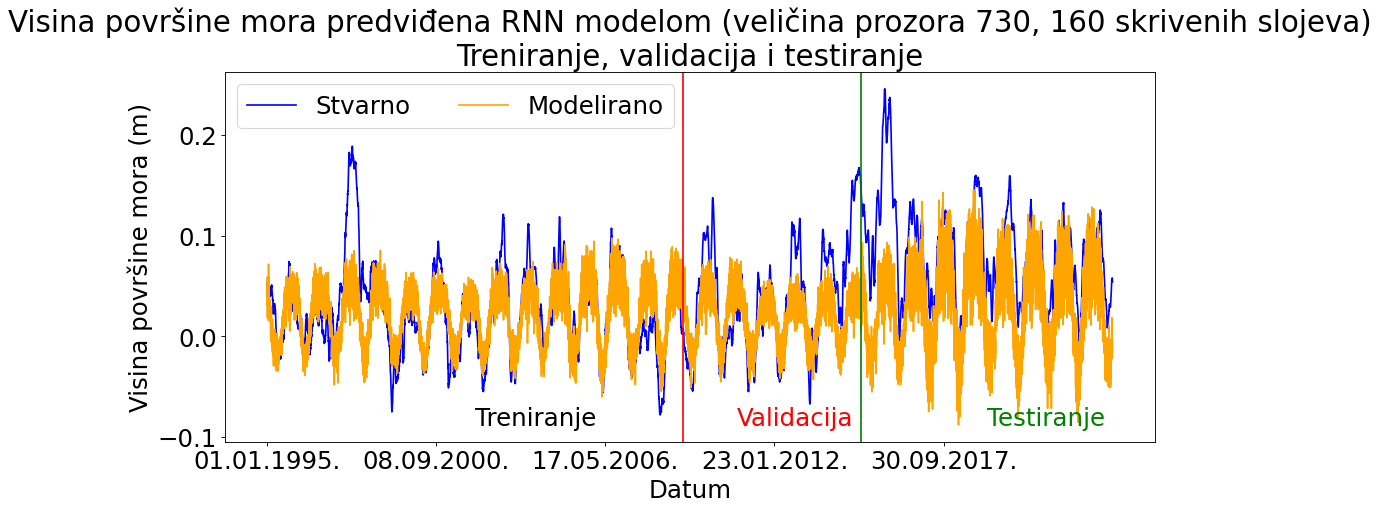 Visina površine mora predviđena RNN modelom (veličina prozora 730, 160 skrivenih slojeva)
Treniranje, validacija i testiranje
Stvarno Modelirano
Visina površine mora (m)
0.2
0.1
0.0
−0.1
Treniranje Validacija Testiranje
01.01.1995. 08.09.2000. 17.05.2006. 23.01.2012. 30.09.2017.
Datum